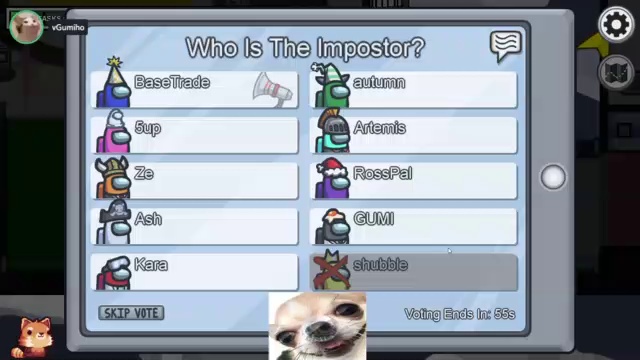 TASKS
vGumiho
Who Is The Impostor?
BaseTrade
autumn
5up
Artemis
Ze
RossPal
Ash
GUMI
Kara
shubble
SKIP VOTE
Voting Ends In: 55s